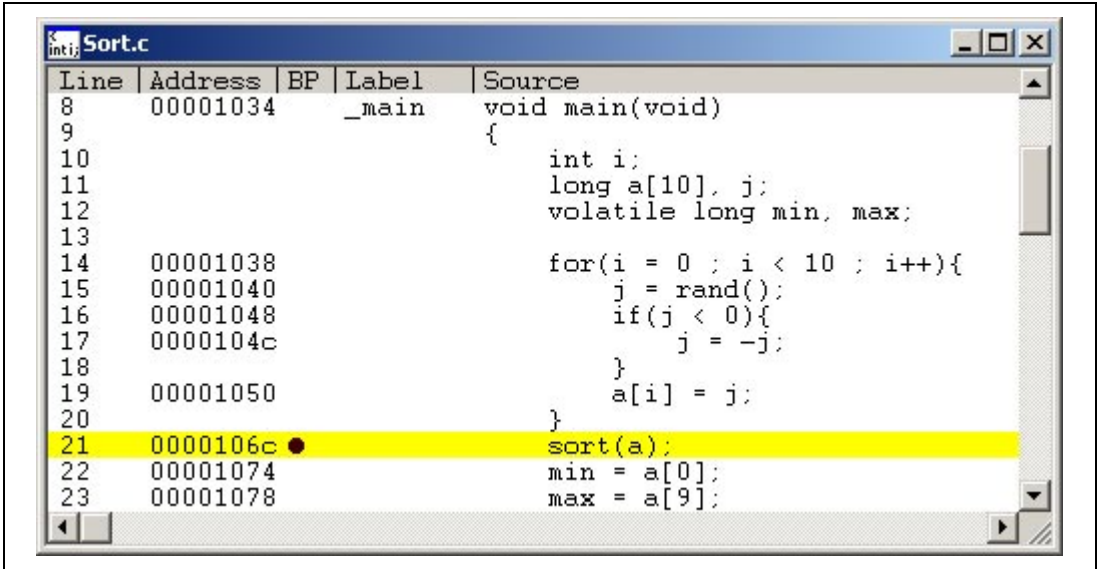 < inti; Sort.c
Line Address BP Label Source
8 00001034 _main void main(void)
9 {
10 int i;
11 long a[10], j;
12 volatile long min, max;
13
14 00001038 for(i = 0 ; i < 10 ; i++){
15 00001040 j = rand();
16 00001048 if(j < 0){
17 0000104c j = -j;
18 }
19 00001050 a[i] = j;
20 }
21 0000106c ● sort(a);
22 00001074 min = a[0];
23 00001078 max = a[9];